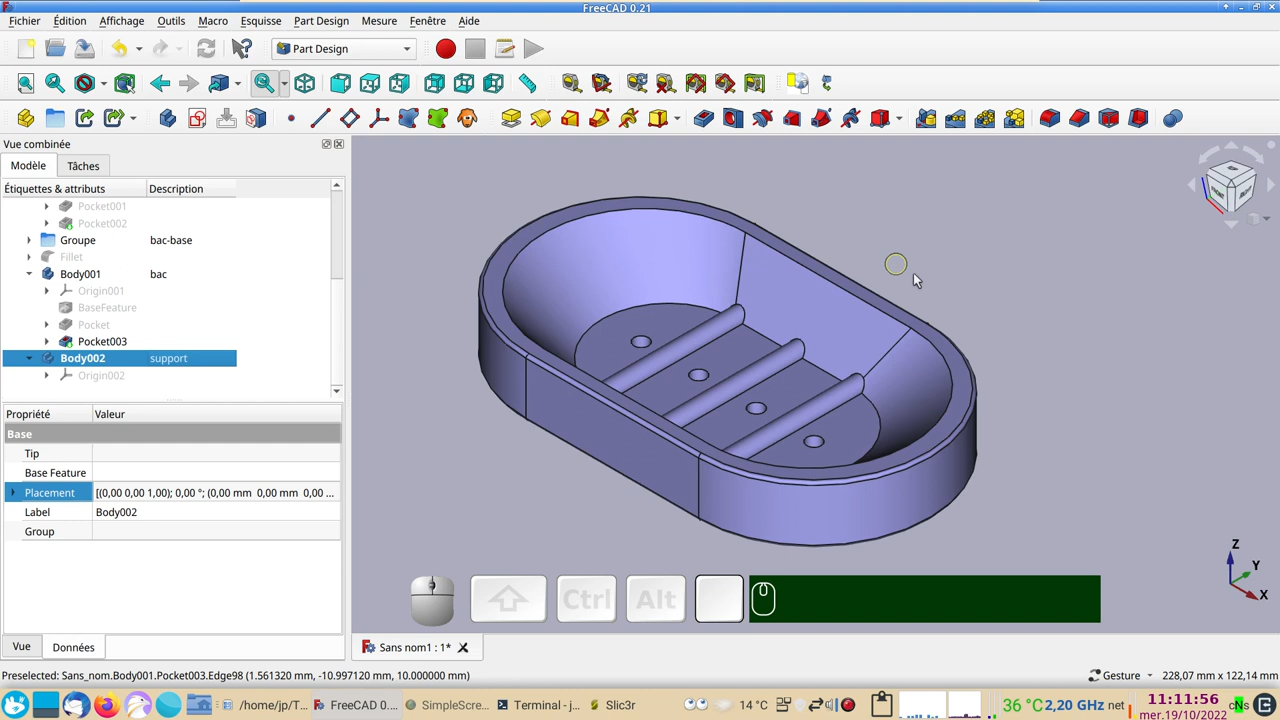 FreeCAD 0.21
Fichier Édition Affichage Outils Macro Esquisse Part Design Mesure Fenêtre Aide
Part Design
Vue combinée
Modèle Tâches
Étiquettes & attributs Description
Pocket001
Pocket002
Groupe bac-base
Fillet
Body001 bac
Origin001
BaseFeature
Pocket
Pocket003
Body002 support
Origin002
Propriété Valeur
Base
Tip
Base Feature
Placement [(0,00 0,00 1,00); 0,00 °; (0,00 mm 0,00 mm 0,00 ...
Label Body002
Group
Ctrl Alt
Z
Y
X
Vue Données
Sans nom1 : 1*
Preselected: Sans_nom.Body001.Pocket003.Edge98 (1.561320 mm, -10.997120 mm, 10.000000 mm)
Gesture 228,07 mm x 122,14 mm
/home/jp/T...
FreeCAD 0....
SimpleScre...
Terminal - j...
Slic3r
14 °C
36 °C 2,20 GHz net
11:11:56
mer.19/10/2022
cNs